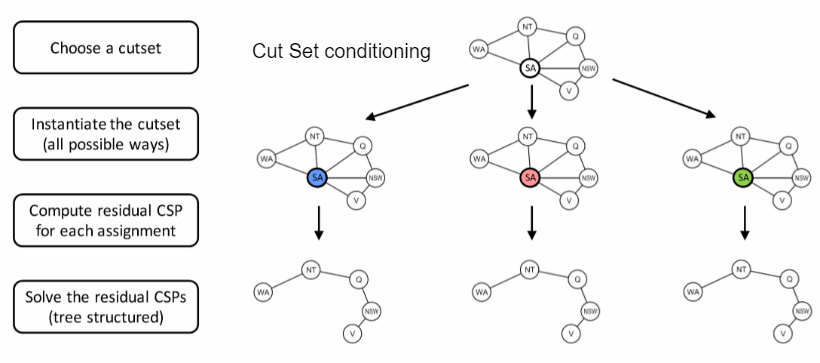 Choose a cutset
Cut Set conditioning
NT
Q
WA
SA
NSW
V
Instantiate the cutset
(all possible ways)
NT
Q
WA
SA
NSW
V
NT
Q
WA
SA
NSW
V
NT
Q
WA
SA
NSW
V
Compute residual CSP
for each assignment
Solve the residual CSPs
(tree structured)
NT
Q
WA
NSW
V
NT
Q
WA
NSW
V
NT
Q
WA
NSW
V